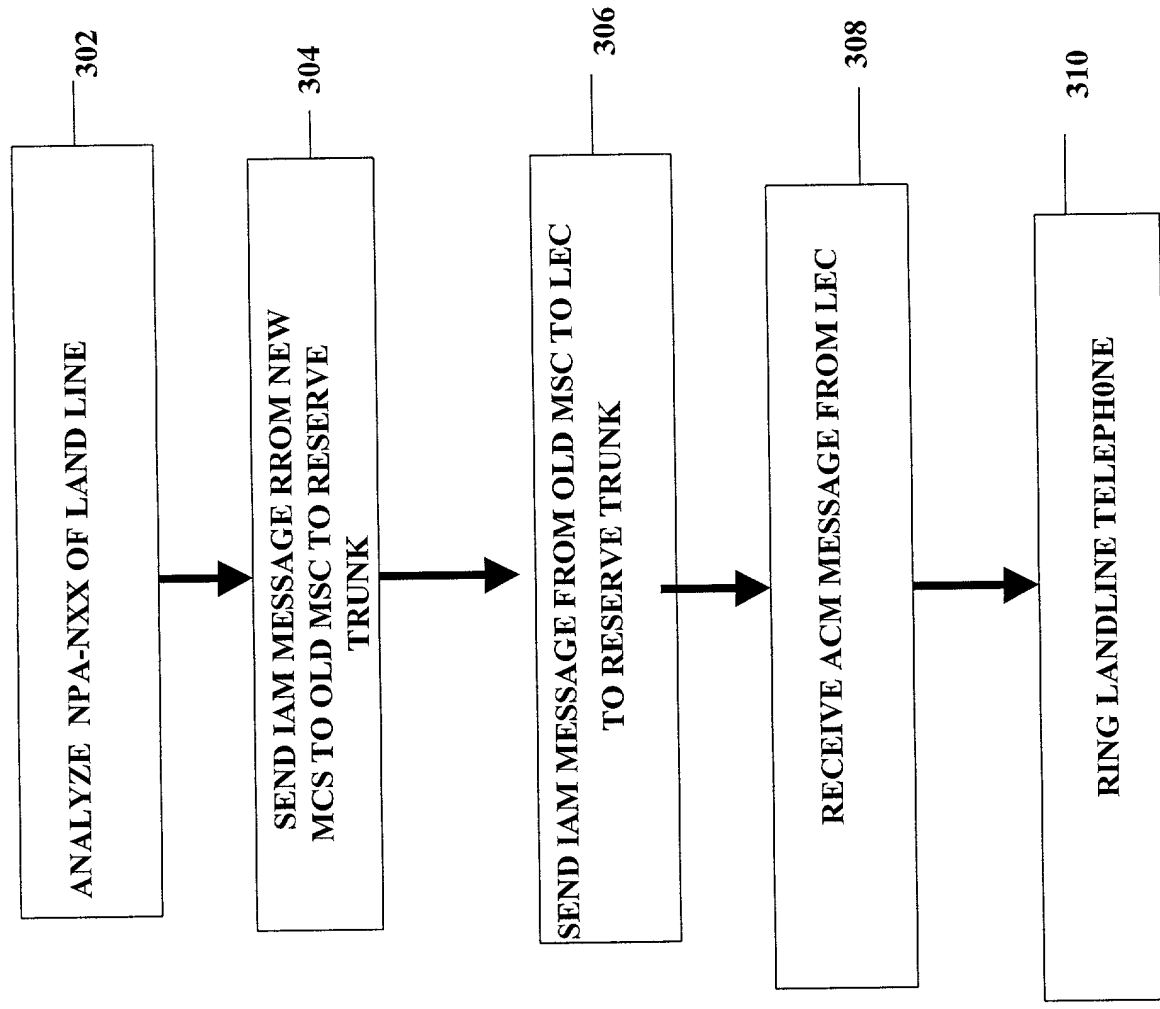 302
ANALYZE NPA-NXX OF LAND LINE
304
SEND IAM MESSAGE RROM NEW
MCS TO OLD MSC TO RESERVE
TRUNK
306
SEND IAM MESSAGE FROM OLD MSC TO LEC
TO RESERVE TRUNK
308
RECEIVE ACM MESSAGE FROM LEC
310
RING LANDLINE TELEPH0NE